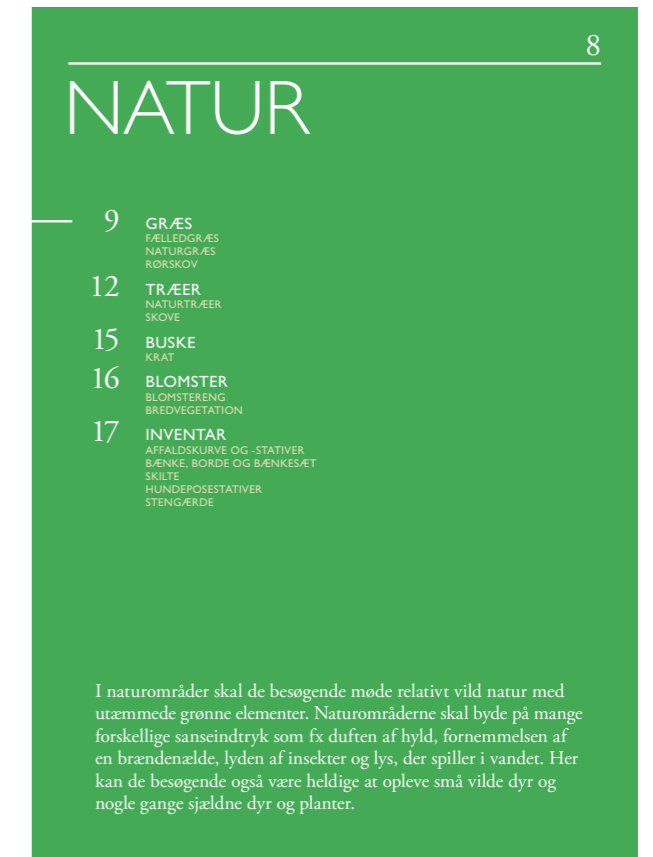 8
NATUR
9 GRÆS
FÆLLEDGRÆS
NATURGRÆS
RØRSKOV
12 TRÆER
NATURTRÆER
SKOVE
15 BUSKE
KRAT
16 BLOMSTER
BLOMSTERENG
BREDVEGETATION
17 INVENTAR
AFFALDSKURVE OG -STATIVER
BÆNKE, BORDE OG BÆNKESÆT
SKILTE
HUNDEPOSESTATIVER
STENGÆRDE
I naturområder skal de besøgende møde relativt vild natur med
utæmmede grønne elementer. Naturområderne skal byde på mange
forskellige sanseindtryk som fx duften af hyld, fornemmelsen af
en brændenælde, lyden af insekter og lys, der spiller i vandet. Her
kan de besøgende også være heldige at opleve små vilde dyr og
nogle gange sjældne dyr og planter.